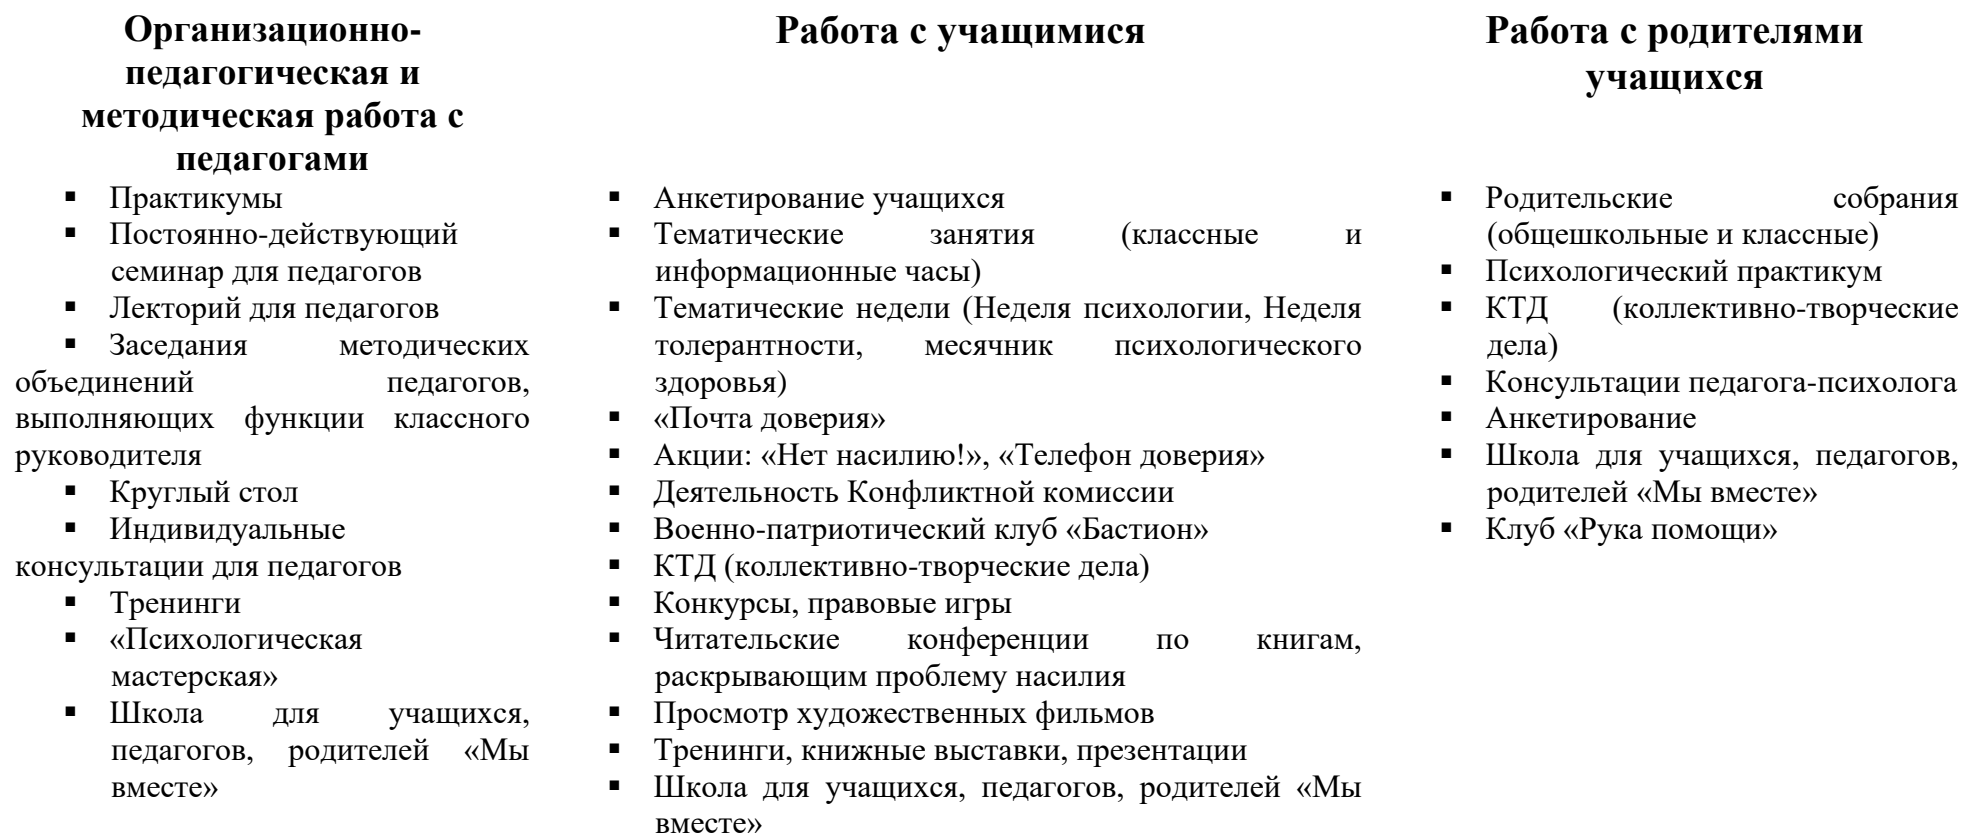 Организационно-
педагогическая и
методическая работа с
педагогами
▪ Практикумы
▪ Постоянно-действующий
семинар для педагогов
▪ Лекторий для педагогов
▪ Заседания методических
объединений педагогов,
выполняющих функции классного
руководителя
▪ Круглый стол
▪ Индивидуальные
консультации для педагогов
▪ Тренинги
▪ «Психологическая
мастерская»
▪ Школа для учащихся,
педагогов, родителей «Мы
вместе»
Работа с учащимися
▪ Анкетирование учащихся
▪ Тематические занятия (классные и
информационные часы)
▪ Тематические недели (Неделя психологии, Неделя
толерантности, месячник психологического
здоровья)
▪ «Почта доверия»
▪ Акции: «Нет насилию!», «Телефон доверия»
▪ Деятельность Конфликтной комиссии
▪ Военно-патриотический клуб «Бастион»
▪ КТД (коллективно-творческие дела)
▪ Конкурсы, правовые игры
▪ Читательские конференции по книгам,
раскрывающим проблему насилия
▪ Просмотр художественных фильмов
▪ Тренинги, книжные выставки, презентации
▪ Школа для учащихся, педагогов, родителей «Мы
вместе»
Работа с родителями
учащихся
▪ Родительские собрания
(общешкольные и классные)
▪ Психологический практикум
▪ КТД (коллективно-творческие
дела)
▪ Консультации педагога-психолога
▪ Анкетирование
▪ Школа для учащихся, педагогов,
родителей «Мы вместе»
▪ Клуб «Рука помощи»